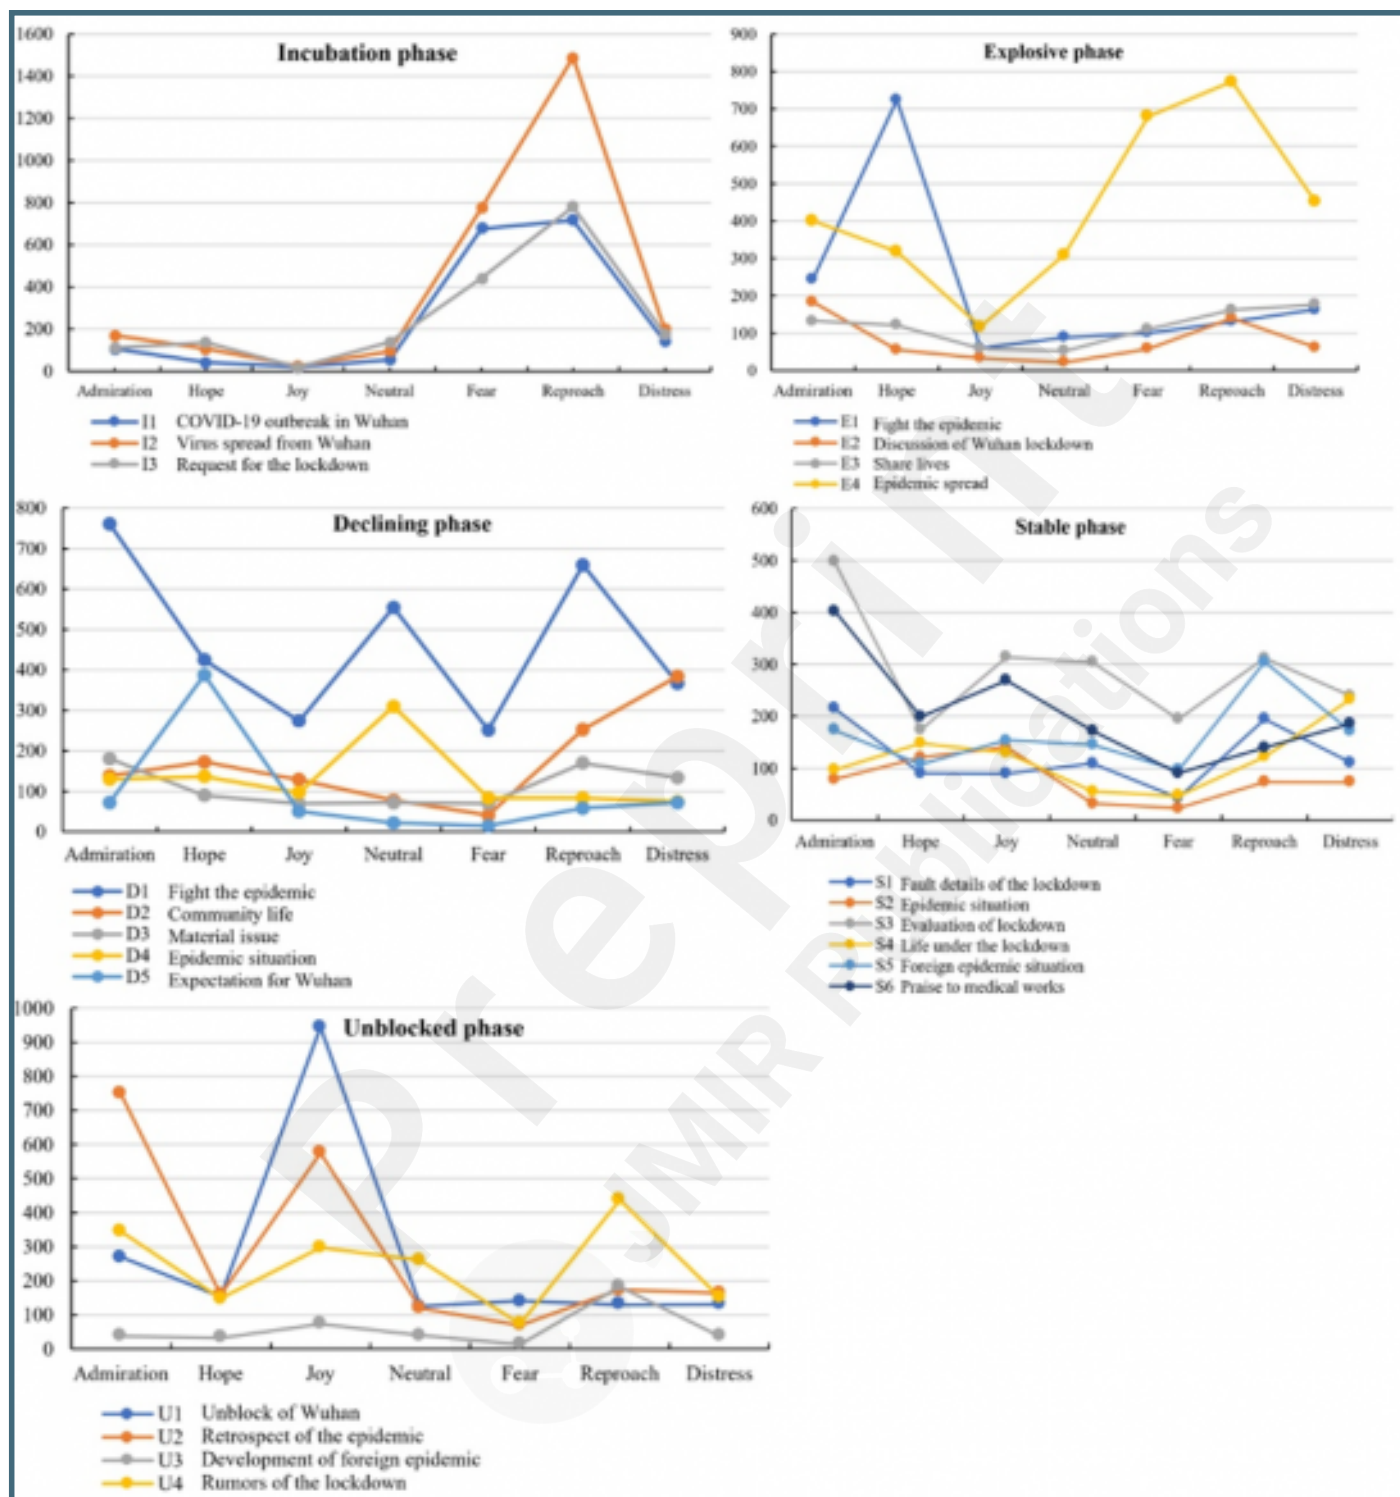 Incubation phase
1600
1400
1200
1000
800
600
400
200
0
Admiration Hope Joy Neutral Fear Reproach Distress
I1 COVID-19 outbreak in Wuhan
I2 Virus spread from Wuhan
I3 Request for the lockdown
Explosive phase
900
800
700
600
500
400
300
200
100
0
Admiration Hope Joy Neutral Fear Reproach Distress
E1 Fight the epidemic
E2 Discussion of Wuhan lockdown
E3 Share lives
E4 Epidemic spread
Declining phase
800
700
600
500
400
300
200
100
0
Admiration Hope Joy Neutral Fear Reproach Distress
D1 Fight the epidemic
D2 Community life
D3 Material issue
D4 Epidemic situation
D5 Expectation for Wuhan
Stable phase
600
500
400
300
200
100
0
Admiration Hope Joy Neutral Fear Reproach Distress
S1 Fault details of the lockdown
S2 Epidemic situation
S3 Evaluation of lockdown
S4 Life under the lockdown
S5 Foreign epidemic situation
S6 Praise to medical works
Unblocked phase
1000
900
800
700
600
500
400
300
200
100
0
Admiration Hope Joy Neutral Fear Reproach Distress
U1 Unblock of Wuhan
U2 Retrospect of the epidemic
U3 Development of foreign epidemic
U4 Rumors of the lockdown
Preprint
JMIR Publications